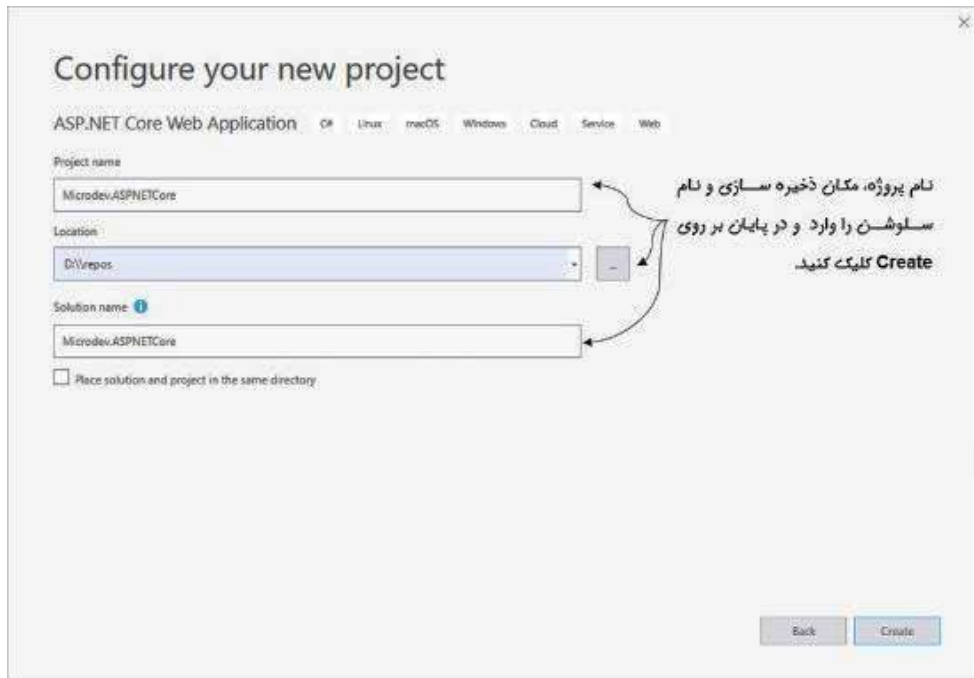 Configure your new project
ASP.NET Core Web Application C# Linux macOS Windows Cloud Service Web
Project name
Microdev.ASPNETCore
نام پروژه، مکان ذخیره ســازی و نام
ســلوشــن را وارد و در پایان بر روی
Create کلیک کنید.
Location
D:\\repos
...
Solution name
Microdev.ASPNETCore
Place solution and project in the same directory
Back Create